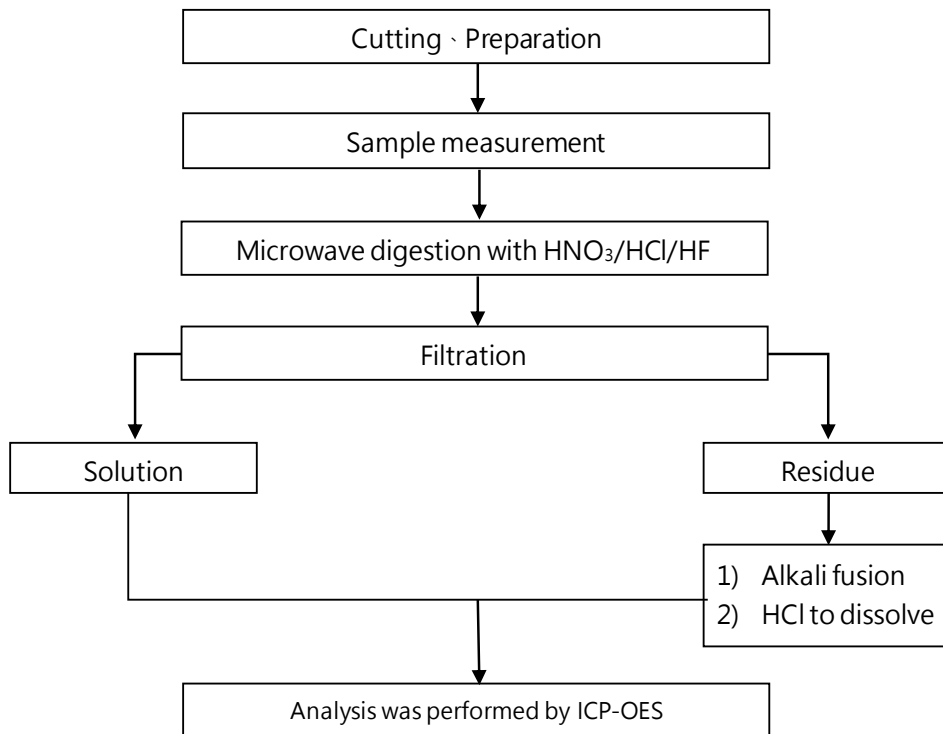 Cutting、Preparation
Sample measurement
Microwave digestion with HNO₃/HCl/HF
Filtration
Solution
Residue
1) Alkali fusion
2) HCl to dissolve
Analysis was performed by ICP-OES